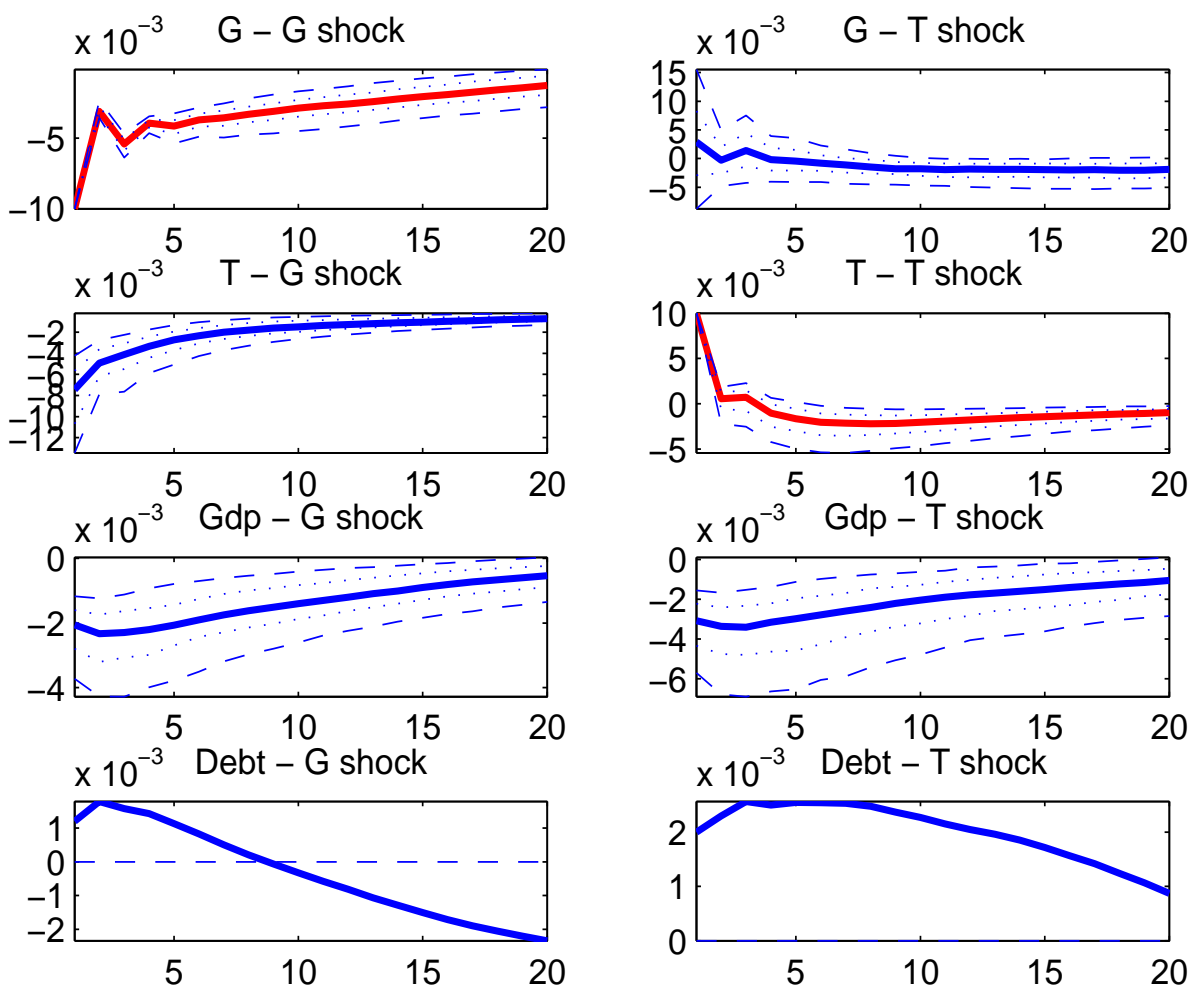 x 10−3 G − G shock
−5
−10
5 10 15 20
x 10−3 G − T shock
15
10
5
0
−5
5 10 15 20
x 10−3 T − G shock
−2
−4
−6
−8
−10
−12
5 10 15 20
x 10−3 T − T shock
10
5
0
−5
5 10 15 20
x 10−3 Gdp − G shock
0
−2
−4
5 10 15 20
x 10−3 Gdp − T shock
0
−2
−4
−6
5 10 15 20
x 10−3 Debt − G shock
1
0
−1
−2
5 10 15 20
x 10−3 Debt − T shock
2
1
0
5 10 15 20